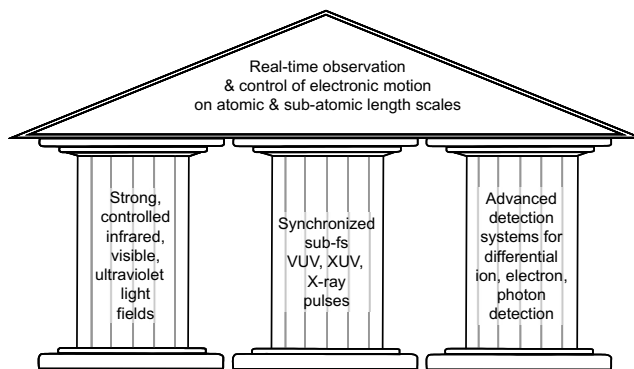 Real-time observation
& control of electronic motion
on atomic & sub-atomic length scales
Strong,
controlled
infrared,
visible,
ultraviolet
light
fields
Synchronized
sub-fs
VUV, XUV,
X-ray
pulses
Advanced
detection
systems for
differential
ion, electron,
photon
detection